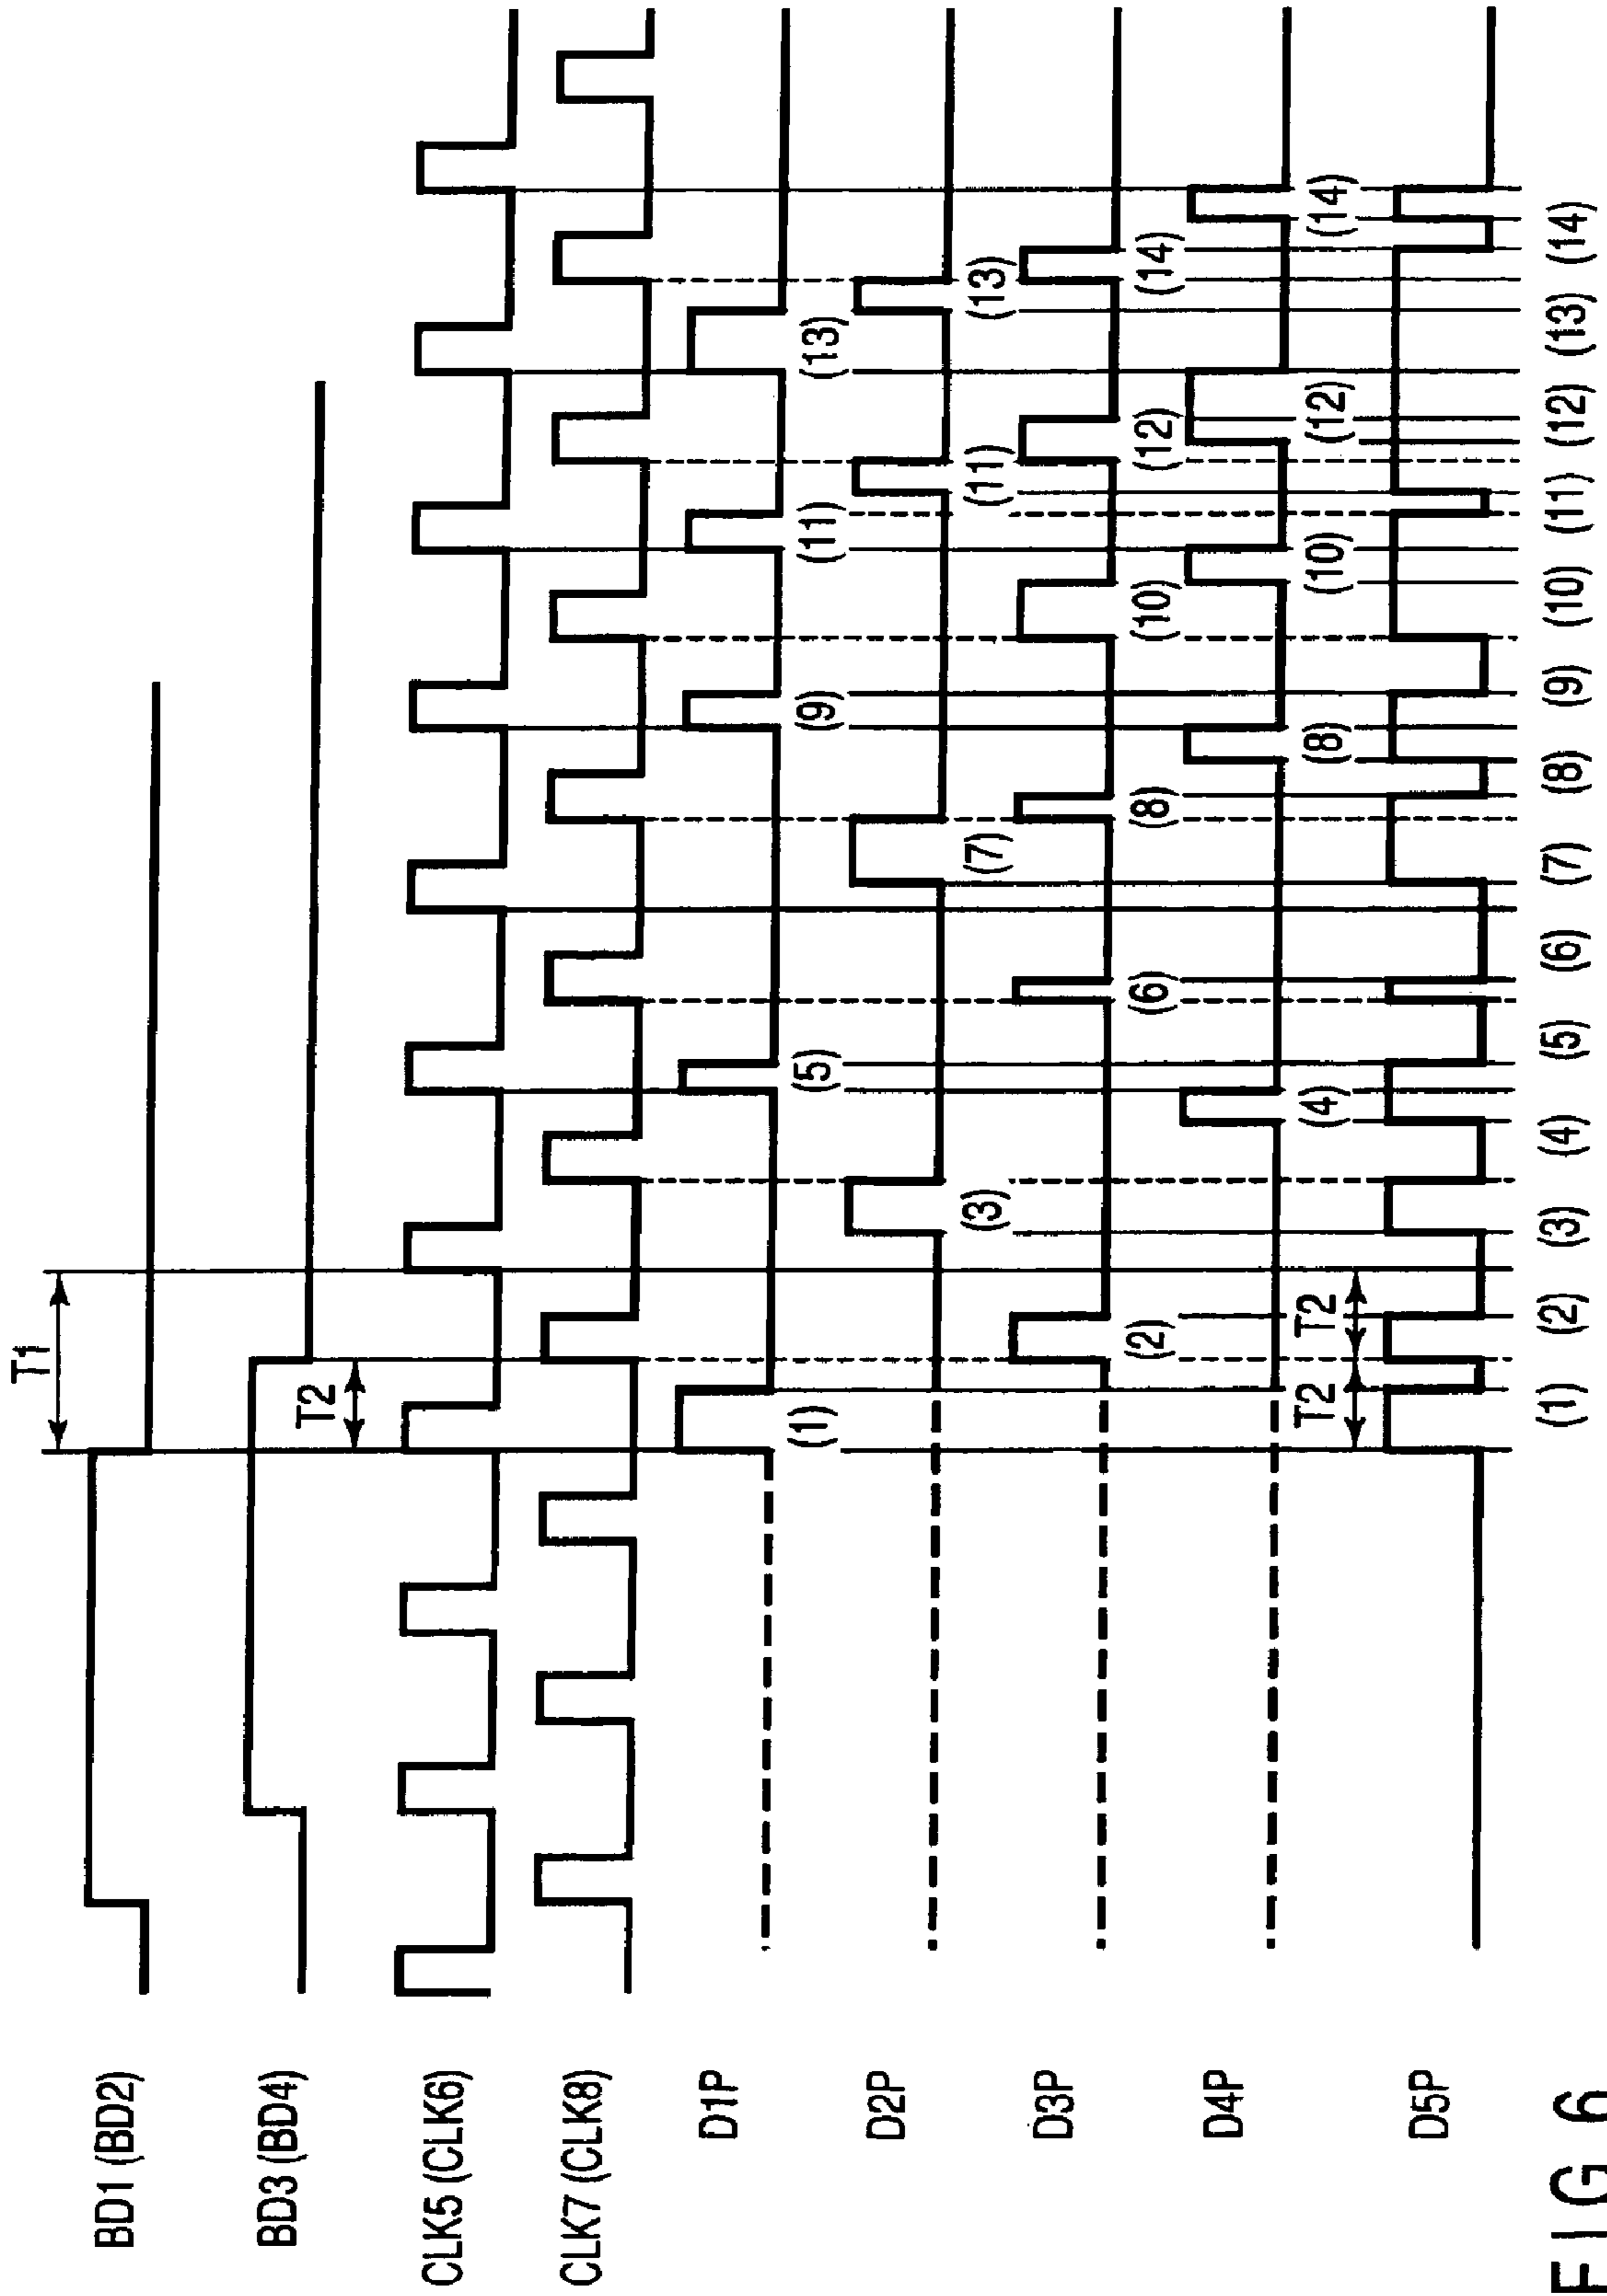 T1
BD1 (BD2)
T2
BD3 (BD4)
CLK5 (CLK6)
CLK7 (CLK8)
D1P
(1) (5) (9) (11) (13)
D2P
(3) (7) (11) (13)
D3P
(2) (6) (8) (10) (12) (14)
D4P
T2 T2 (4) (8) (10) (12) (14)
D5P
(1) (2) (3) (4) (5) (6) (7) (8) (9) (10) (11) (12) (13) (14)
FIG 6